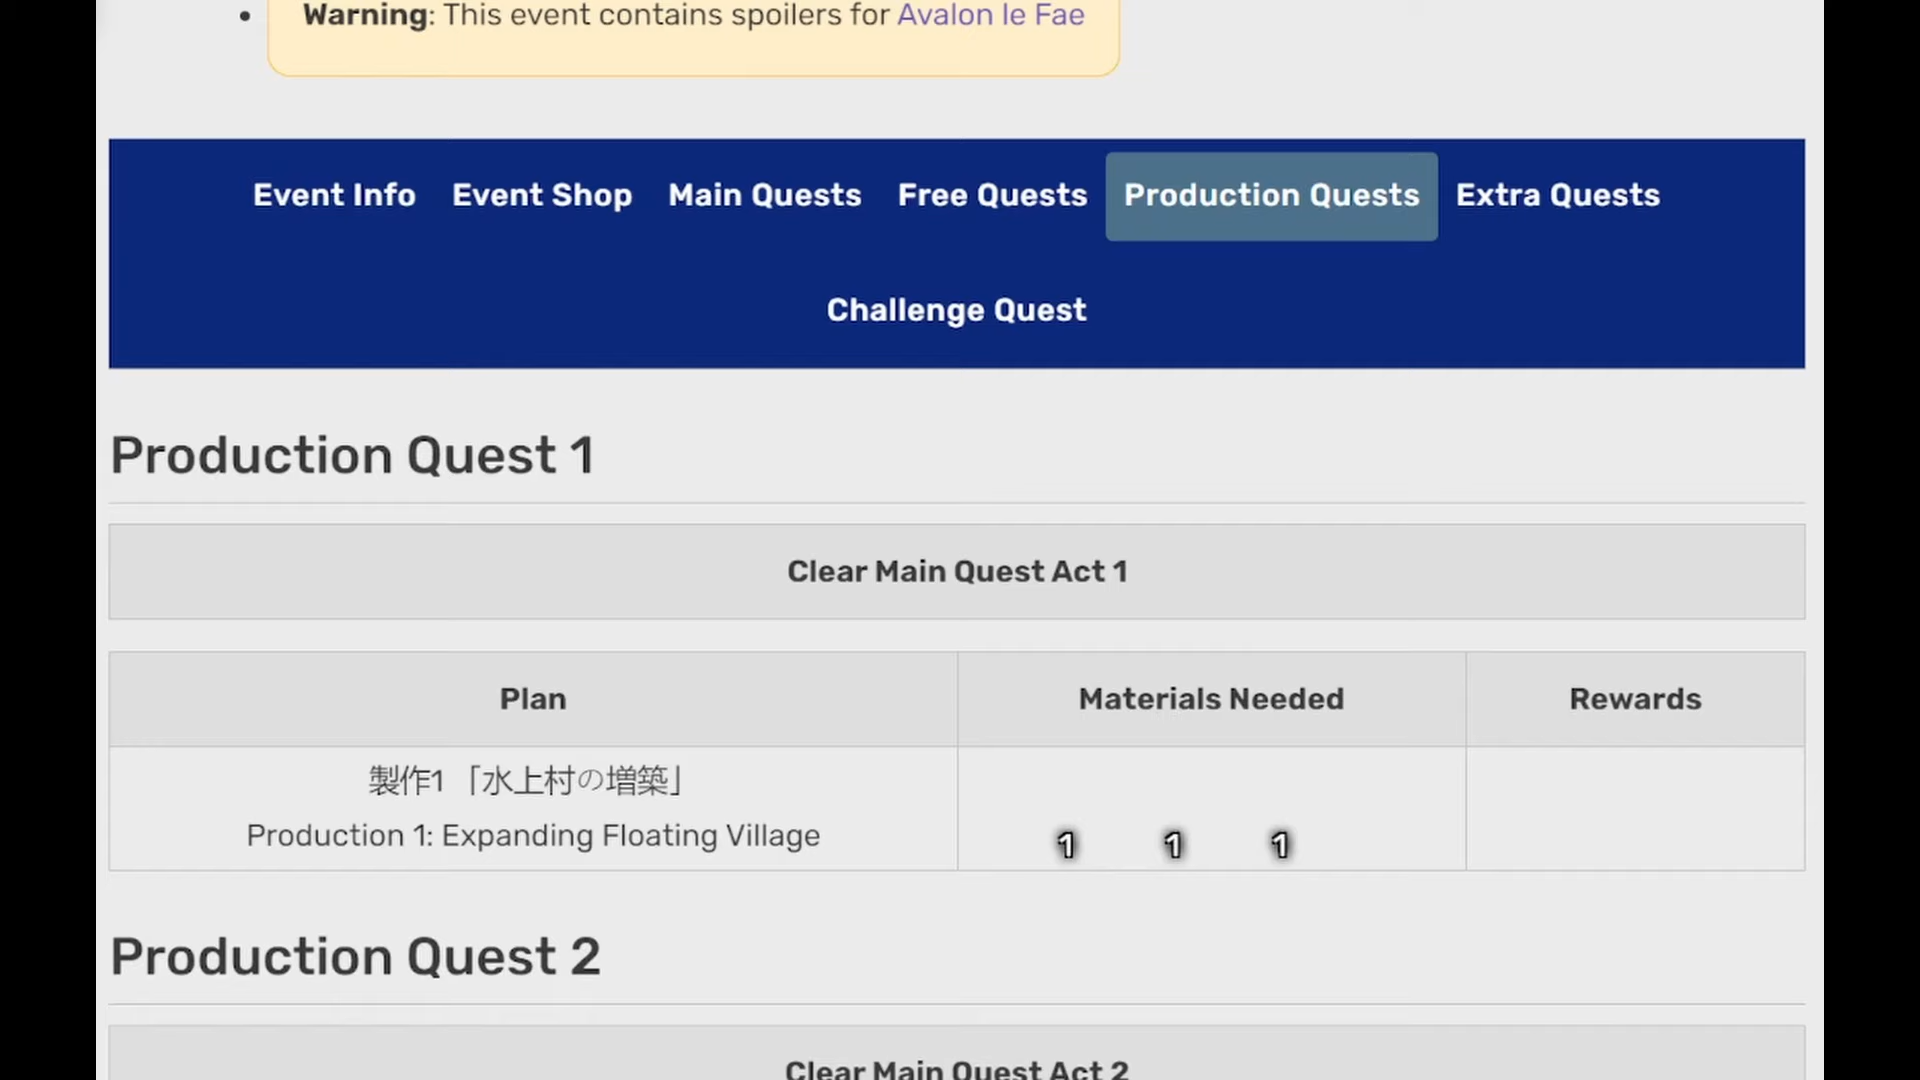 Warning: This event contains spoilers for Avalon le Fae
Event Info Event Shop Main Quests Free Quests Production Quests Extra Quests
Challenge Quest
Production Quest 1
Clear Main Quest Act 1
Plan Materials Needed Rewards
製作1 「水上村の増築」
Production 1: Expanding Floating Village
1 1 1
Production Quest 2
Clear Main Quest Act 2